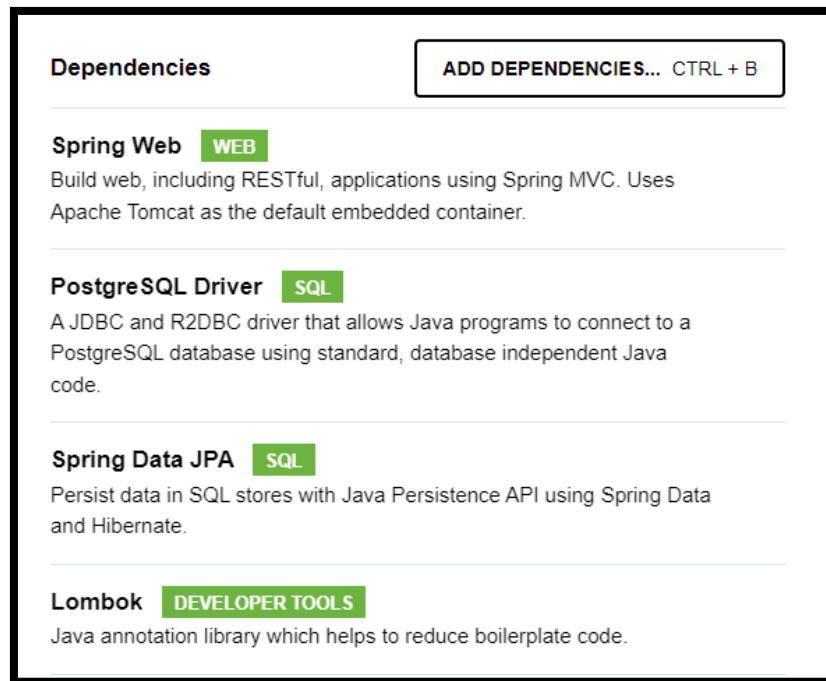 Dependencies ADD DEPENDENCIES... CTRL + B
Spring Web WEB
Build web, including RESTful, applications using Spring MVC. Uses
Apache Tomcat as the default embedded container.
PostgreSQL Driver SQL
A JDBC and R2DBC driver that allows Java programs to connect to a
PostgreSQL database using standard, database independent Java
code.
Spring Data JPA SQL
Persist data in SQL stores with Java Persistence API using Spring Data
and Hibernate.
Lombok DEVELOPER TOOLS
Java annotation library which helps to reduce boilerplate code.